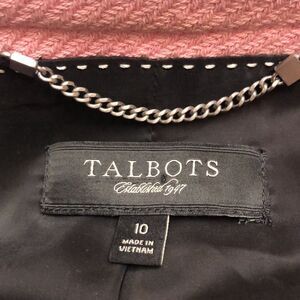 TALBOTS
Established 1947
10
MADE IN
VIETNAM